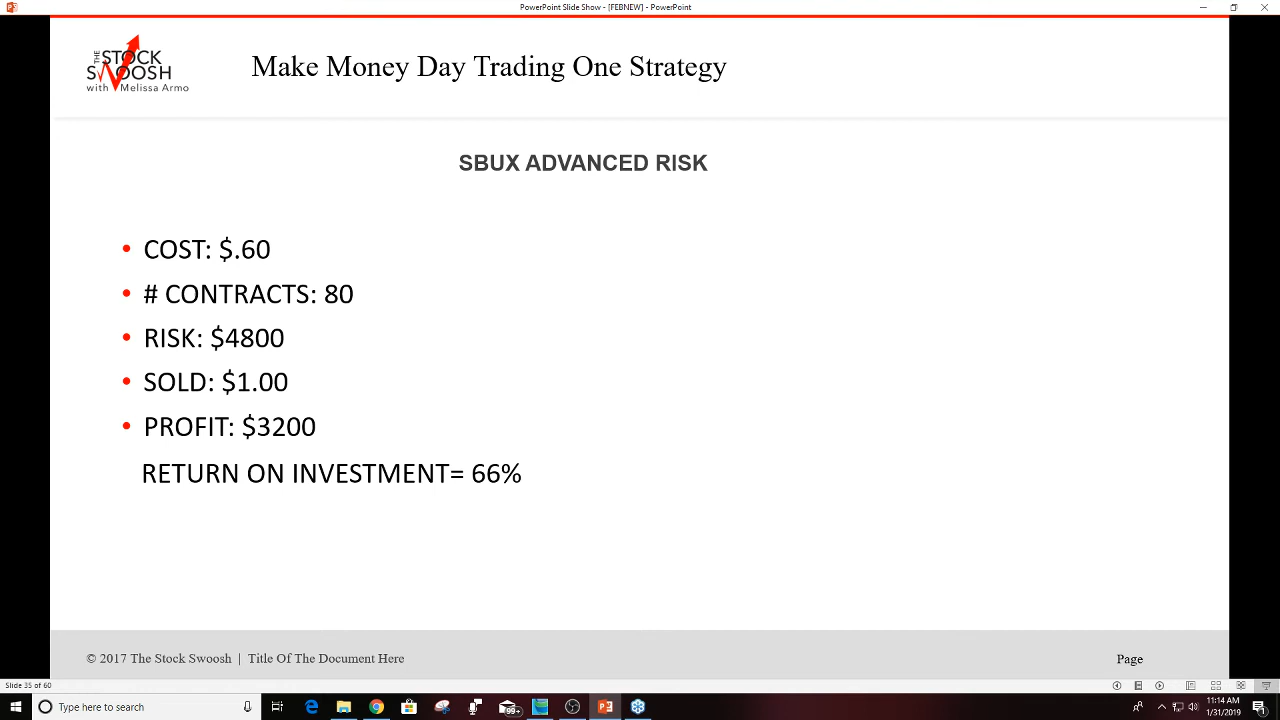 PowerPoint Slide Show - [FEBNEW] - PowerPoint
THE STOCK
SWOOSH
with Melissa Armo
Make Money Day Trading One Strategy
SBUX ADVANCED RISK
• COST: $.60
• # CONTRACTS: 80
• RISK: $4800
• SOLD: $1.00
• PROFIT: $3200
RETURN ON INVESTMENT= 66%
© 2017 The Stock Swoosh | Title Of The Document Here
Page
Slide 35 of 60
Type here to search
99+
11:14 AM
1/31/2019
1